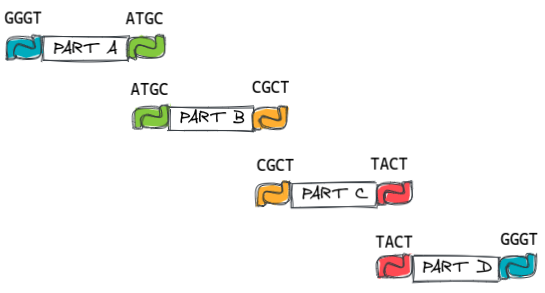 GGGT ATGC
PART A
ATGC CGCT
PART B
CGCT TACT
PART C
TACT GGGT
PART D